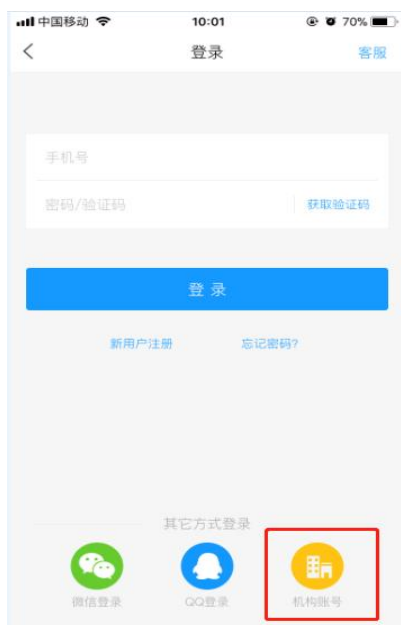 中国移动 10:01 70%
登录 客服
手机号
密码/验证码 获取验证码
登 录
新用户注册 忘记密码?
其它方式登录
微信登录 QQ登录 机构账号